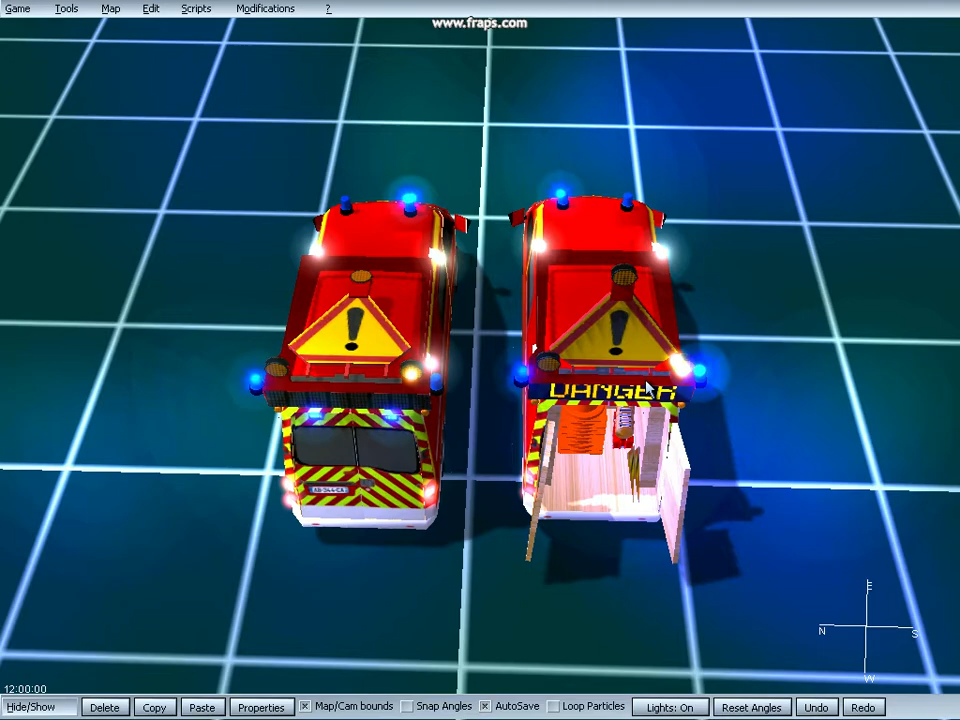 Game Tools Map Edit Scripts Modifications ?
www.fraps.com
DANGER
E
N S
W
12:00:00
Hide/Show Delete Copy Paste Properties Map/Cam bounds Snap Angles AutoSave Loop Particles Lights: On Reset Angles Undo Redo